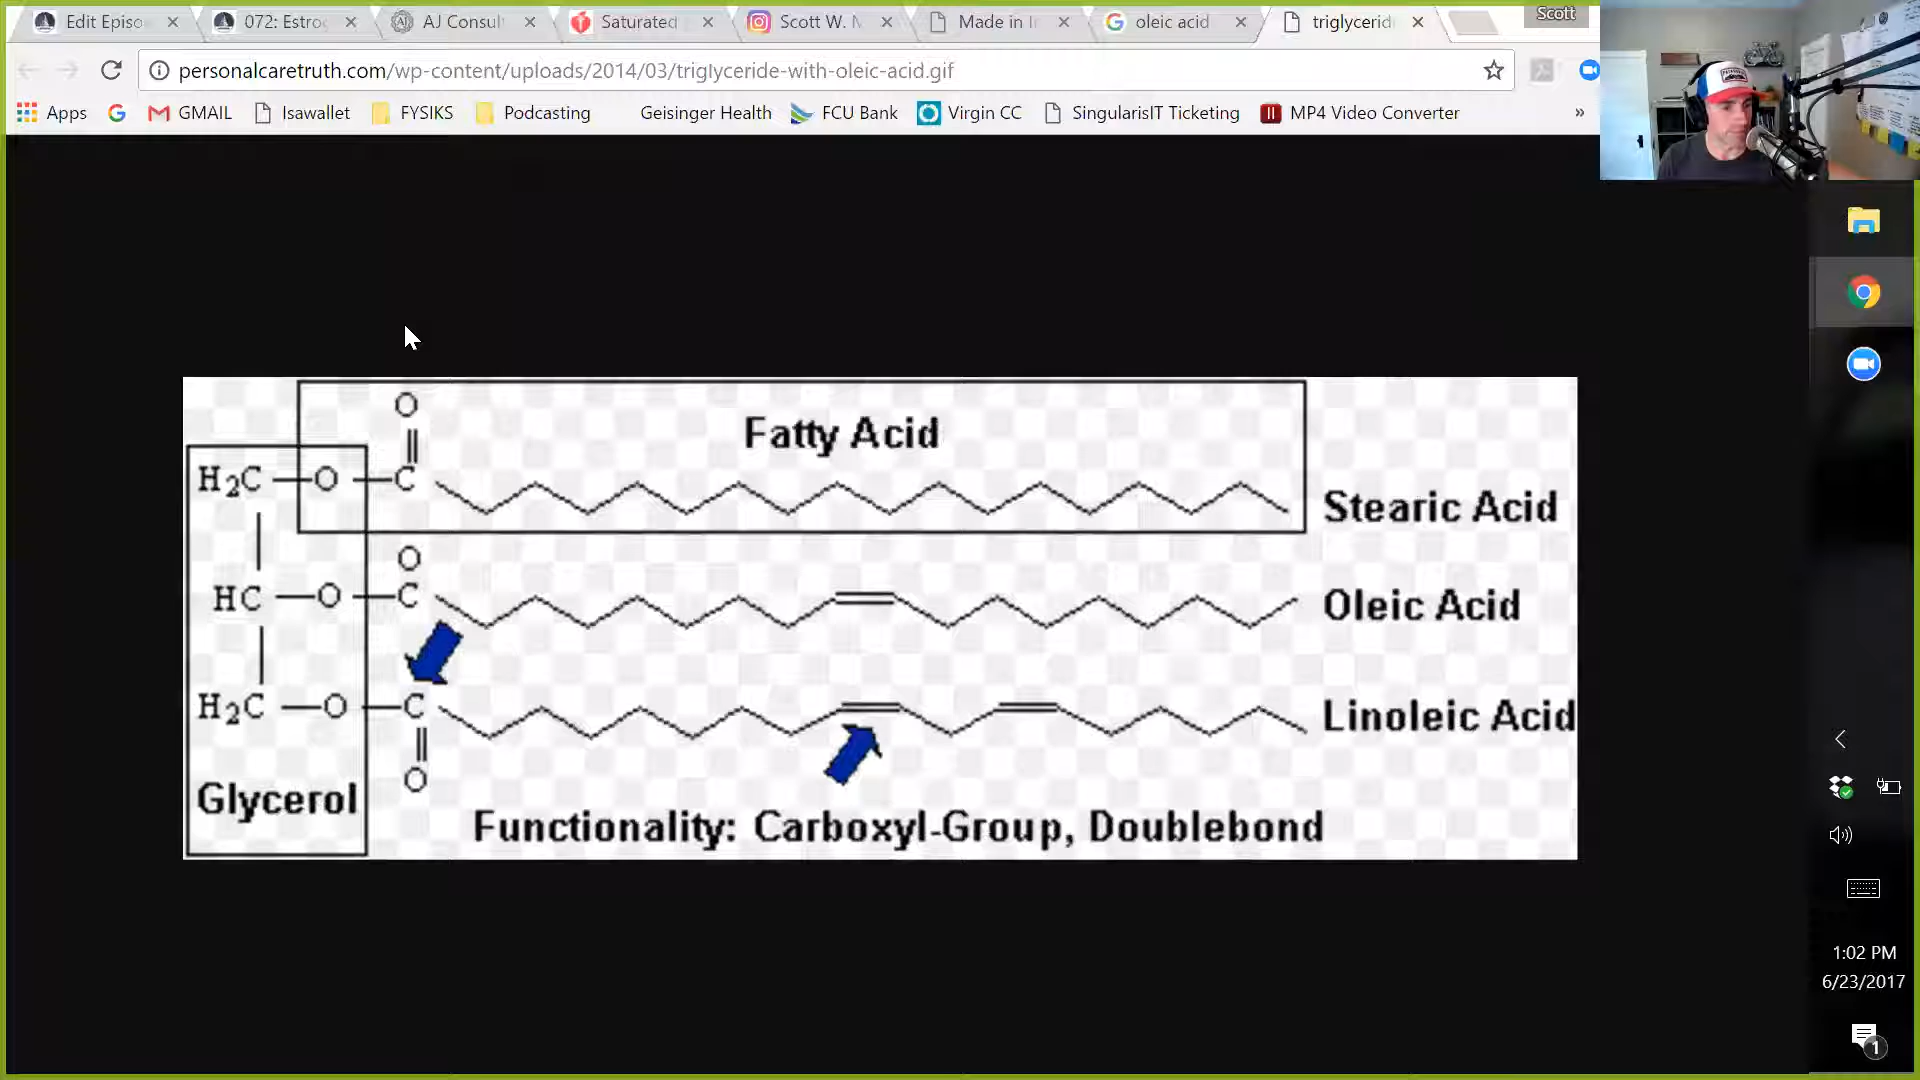 Edit Episo
072: Estro
AJ Consul
Saturated
Scott W. M
Made in I
oleic acid
triglycerid
Scott
personalcaretruth.com/wp-content/uploads/2014/03/triglyceride-with-oleic-acid.gif
Apps
GMAIL
Isawallet
FYSIKS
Podcasting
Geisinger Health
FCU Bank
Virgin CC
SingularisIT Ticketing
MP4 Video Converter
»
O
Fatty Acid
H2C O C
Stearic Acid
O
HC O C
Oleic Acid
H2C O C
Linoleic Acid
O
Glycerol
Functionality: Carboxyl-Group, Doublebond
1:02 PM
6/23/2017
1